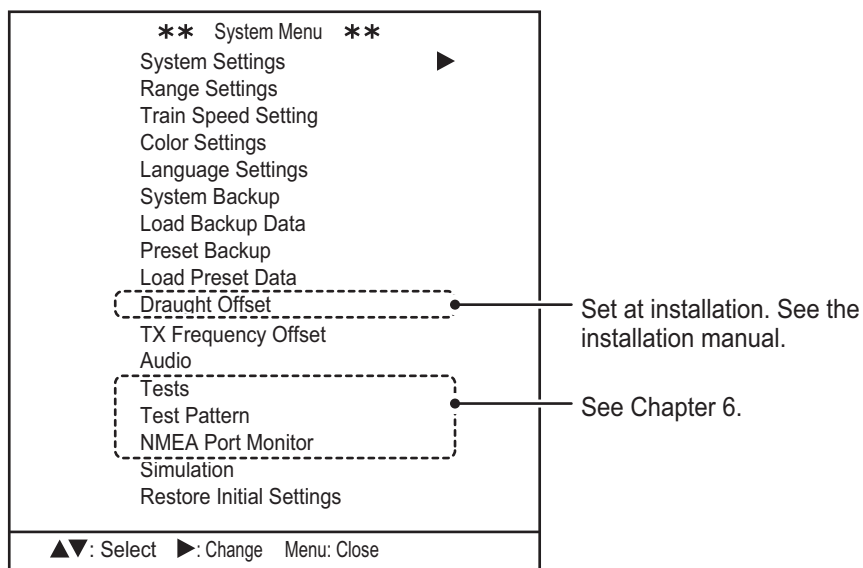 ** System Menu **
System Settings ▶
Range Settings
Train Speed Setting
Color Settings
Language Settings
System Backup
Load Backup Data
Preset Backup
Load Preset Data
Draught Offset
TX Frequency Offset
Audio
Tests
Test Pattern
NMEA Port Monitor
Simulation
Restore Initial Settings
▲▼: Select ▶: Change Menu: Close
Set at installation. See the
installation manual.
See Chapter 6.